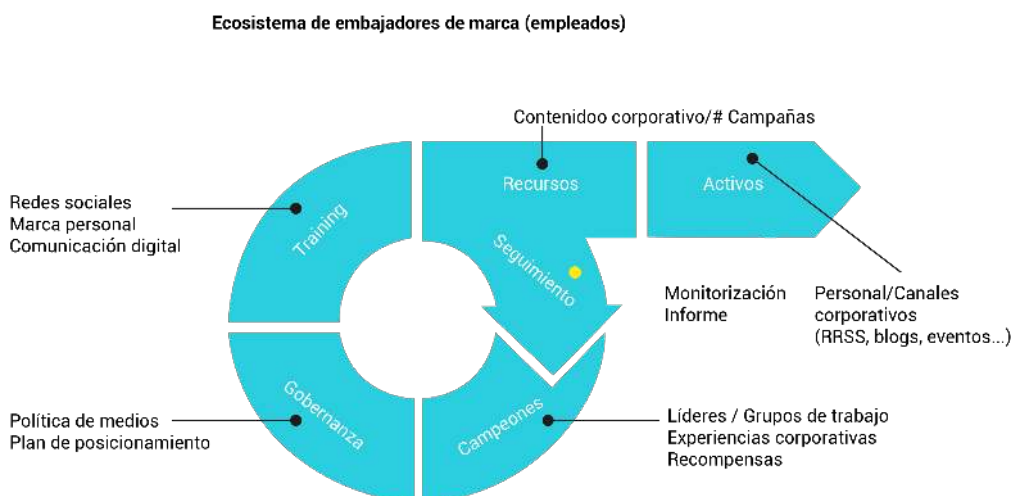 Ecosistema de embajadores de marca (empleados)
Contenidoo corporativo/# Campañas
Recursos
Activos
Redes sociales
Marca personal
Comunicación digital
Training
Seguimiento
Monitorización
Informe
Personal/Canales
corporativos
(RRSS, blogs, eventos...)
Gobernanza
Campeones
Política de medios
Plan de posicionamiento
Líderes / Grupos de trabajo
Experiencias corporativas
Recompensas